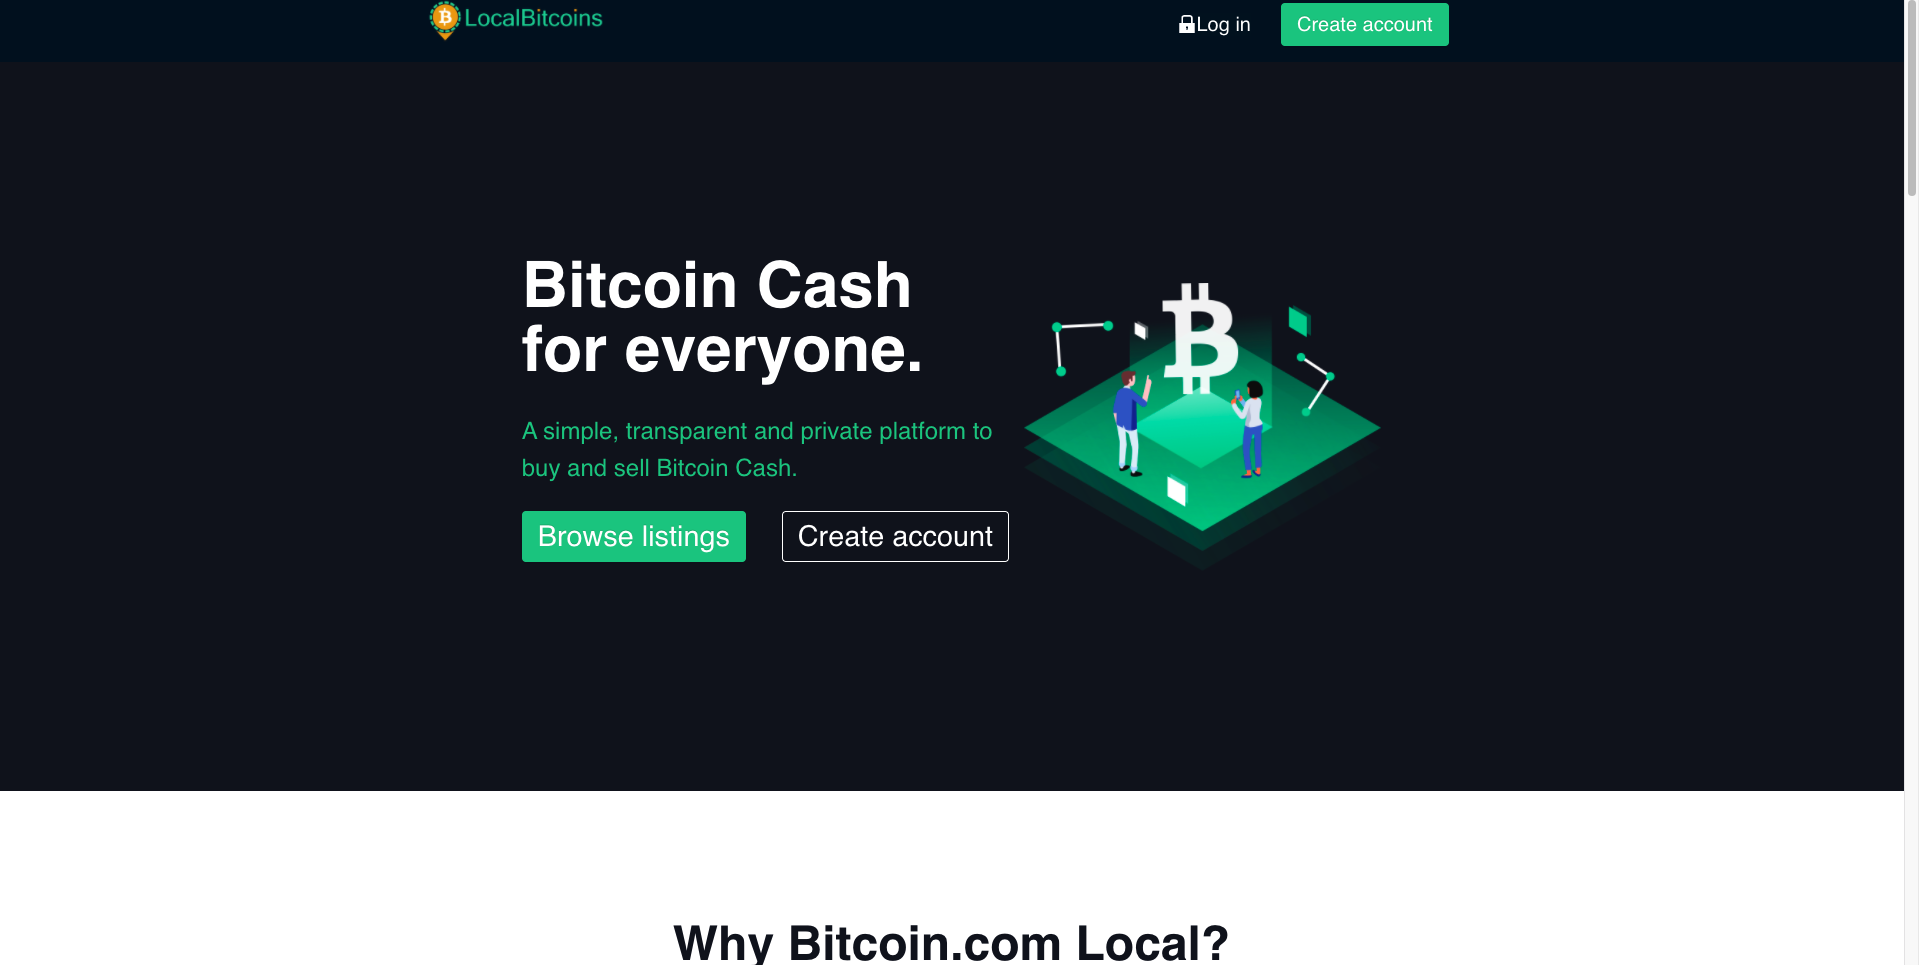 LocalBitcoins
Log in
Create account
Bitcoin Cash
for everyone.
A simple, transparent and private platform to
buy and sell Bitcoin Cash.
Browse listings
Create account
Why Bitcoin.com Local?